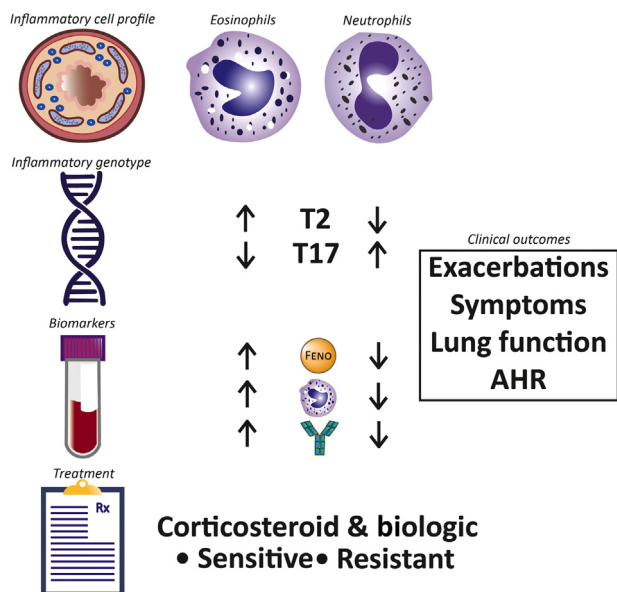 Inflammatory cell profile
Eosinophils
Neutrophils
Inflammatory genotype
↑ T2 ↓
↓ T17 ↑
Clinical outcomes
Exacerbations
Symptoms
Lung function
AHR
Biomarkers
↑ FENO ↓
↑ ↓
↑ ↓
Treatment
Rx
Corticosteroid & biologic
• Sensitive • Resistant